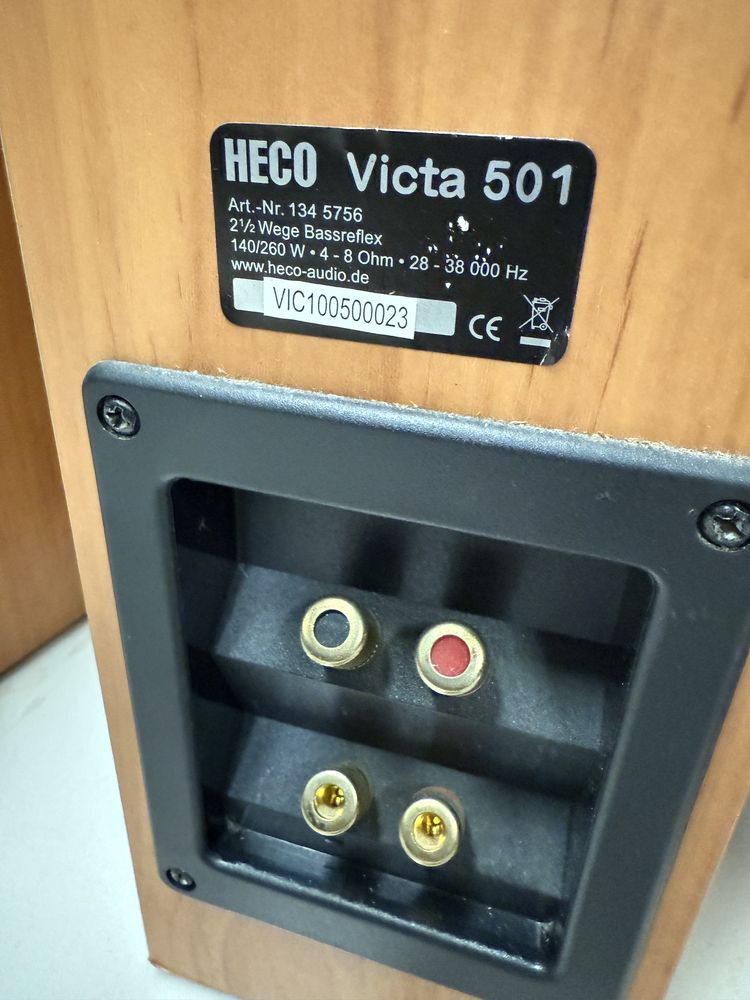 HECO Victa 501
Art.-Nr. 134 5756
2½ Wege Bassreflex
140/260 W • 4 - 8 Ohm • 28 - 38 000 Hz
www.heco-audio.de
VIC100500023
CE